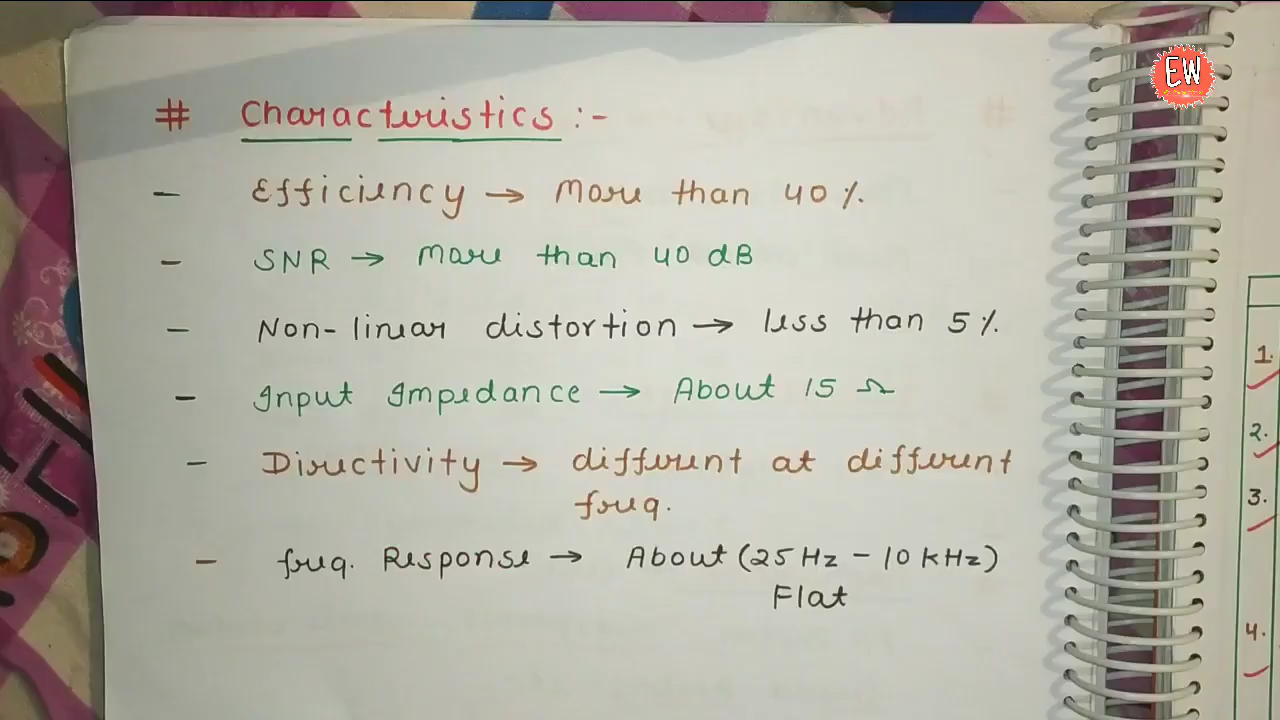 EW
# Characteristics :-
- Efficiency → More than 40 %.
- SNR → More than 40 dB
- Non-linear distortion → less than 5 %.
- Input Impedance → About 15 Ω
- Directivity → different at different
freq.
- freq. Response → About (25 Hz - 10 kHz)
Flat
1.
2.
3.
4.